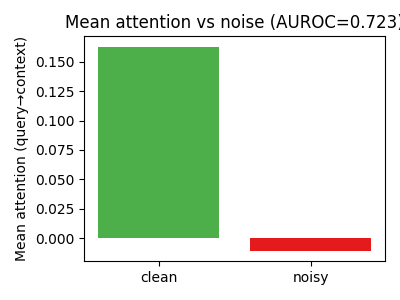 Mean attention vs noise (AUROC=0.723)
Mean attention (query→context)
0.150
0.125
0.100
0.075
0.050
0.025
0.000
clean noisy